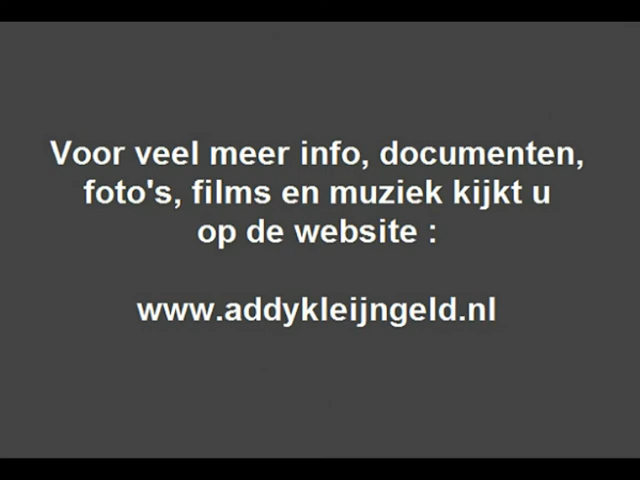 Voor veel meer info, documenten,
foto's, films en muziek kijkt u
op de website :
www.addykleijngeld.nl